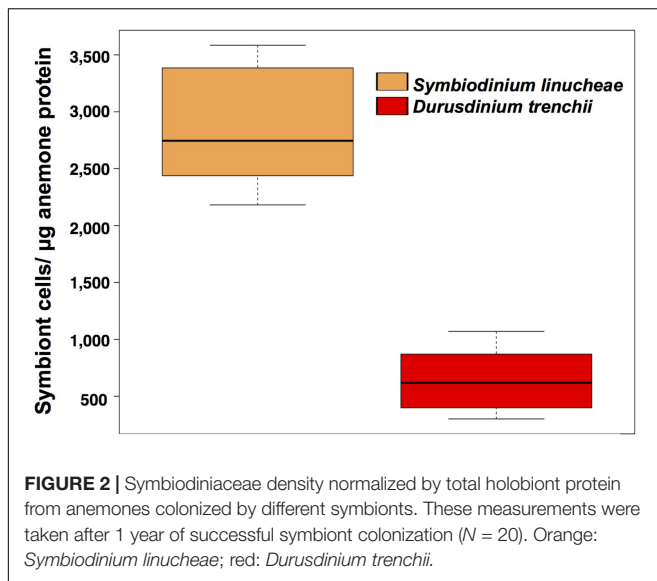 3,500
3,000
2,500
2,000
1,500
1,000
500
Symbiont cells/ µg anemone protein
Symbiodinium linucheae
Durusdinium trenchii
FIGURE 2 | Symbiodiniaceae density normalized by total holobiont protein
from anemones colonized by different symbionts. These measurements were
taken after 1 year of successful symbiont colonization (N = 20). Orange:
Symbiodinium linucheae; red: Durusdinium trenchii.